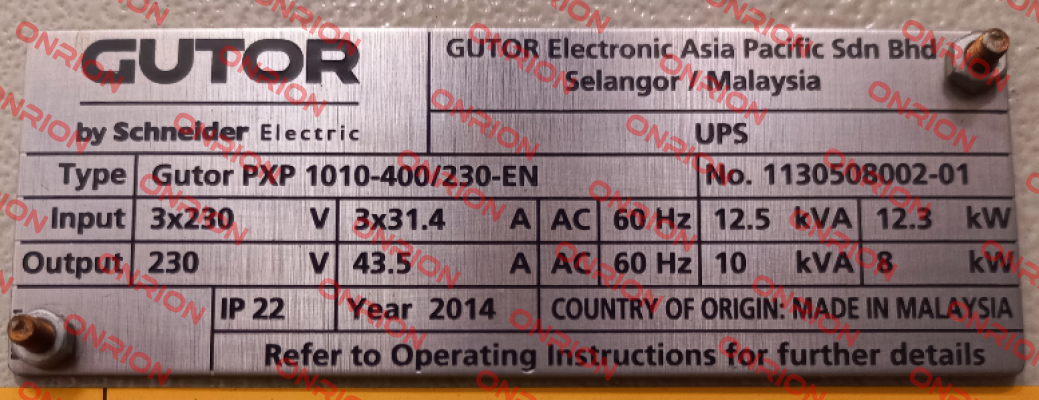 GUTOR
by Schneider Electric
GUTOR Electronic Asia Pacific Sdn Bhd
Selangor / Malaysia
UPS
Type Gutor PXP 1010-400/230-EN No. 1130508002-01
Input 3x230 V 3x31.4 A AC 60 Hz 12.5 kVA 12.3 kW
Output 230 V 43.5 A AC 60 Hz 10 kVA 8 kW
IP 22 Year 2014 COUNTRY OF ORIGIN: MADE IN MALAYSIA
Refer to Operating Instructions for further details
ONRION